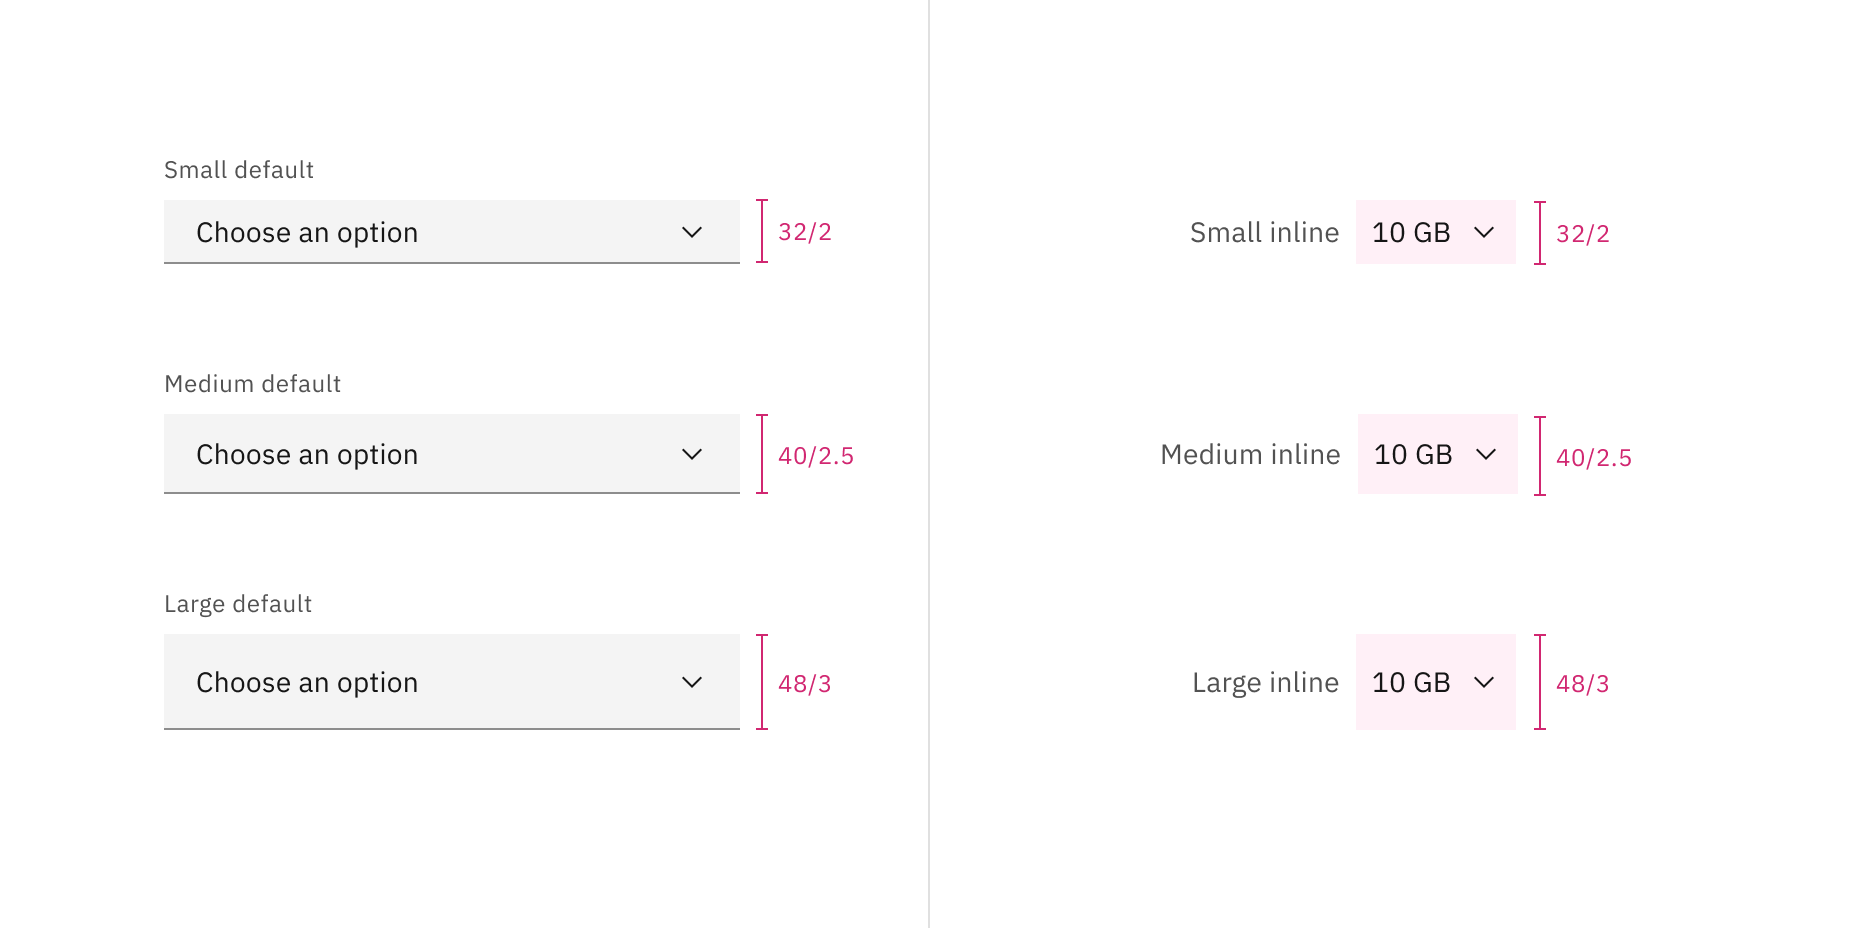 Small default
Choose an option
32/2
Medium default
Choose an option
40/2.5
Large default
Choose an option
48/3
Small inline 10 GB 32/2
Medium inline 10 GB 40/2.5
Large inline 10 GB 48/3